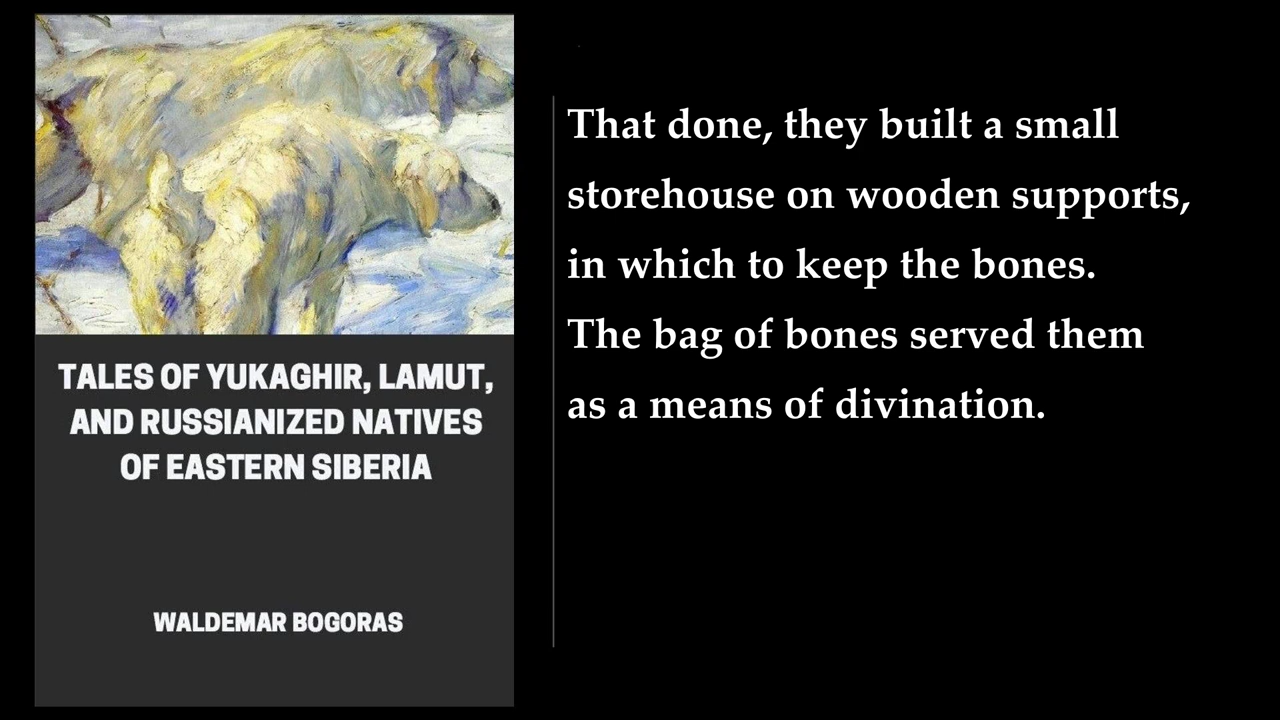 TALES OF YUKAGHIR, LAMUT,
AND RUSSIANIZED NATIVES
OF EASTERN SIBERIA
WALDEMAR BOGORAS
That done, they built a small
storehouse on wooden supports,
in which to keep the bones.
The bag of bones served them
as a means of divination.